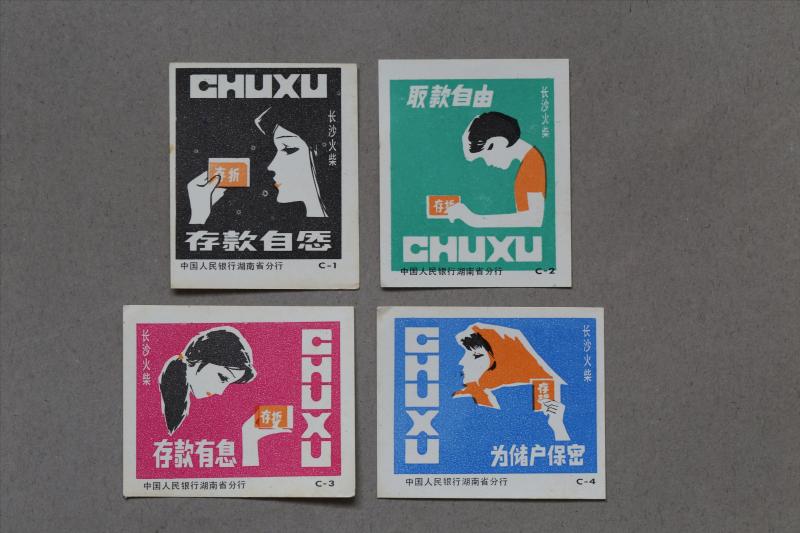 CHUXU
长沙火柴
存折
存款自愿
中国人民银行湖南省分行 C-1
取款自由
长沙火柴
存折
CHUXU
中国人民银行湖南省分行 C-2
长沙火柴
CHUXU
存折
存款有息
中国人民银行湖南省分行 C-3
CHUXU
长沙火柴
存折
为储户保密
中国人民银行湖南省分行 C-4